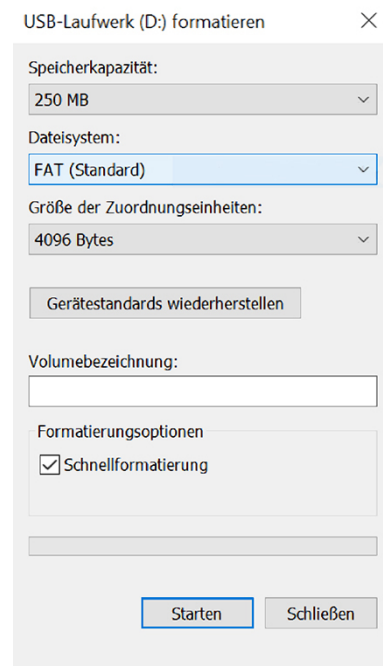 USB-Laufwerk (D:) formatieren
Speicherkapazität:
250 MB
Dateisystem:
FAT (Standard)
Größe der Zuordnungseinheiten:
4096 Bytes
Gerätestandards wiederherstellen
Volumebezeichnung:
Formatierungsoptionen
Schnellformatierung
Starten
Schließen